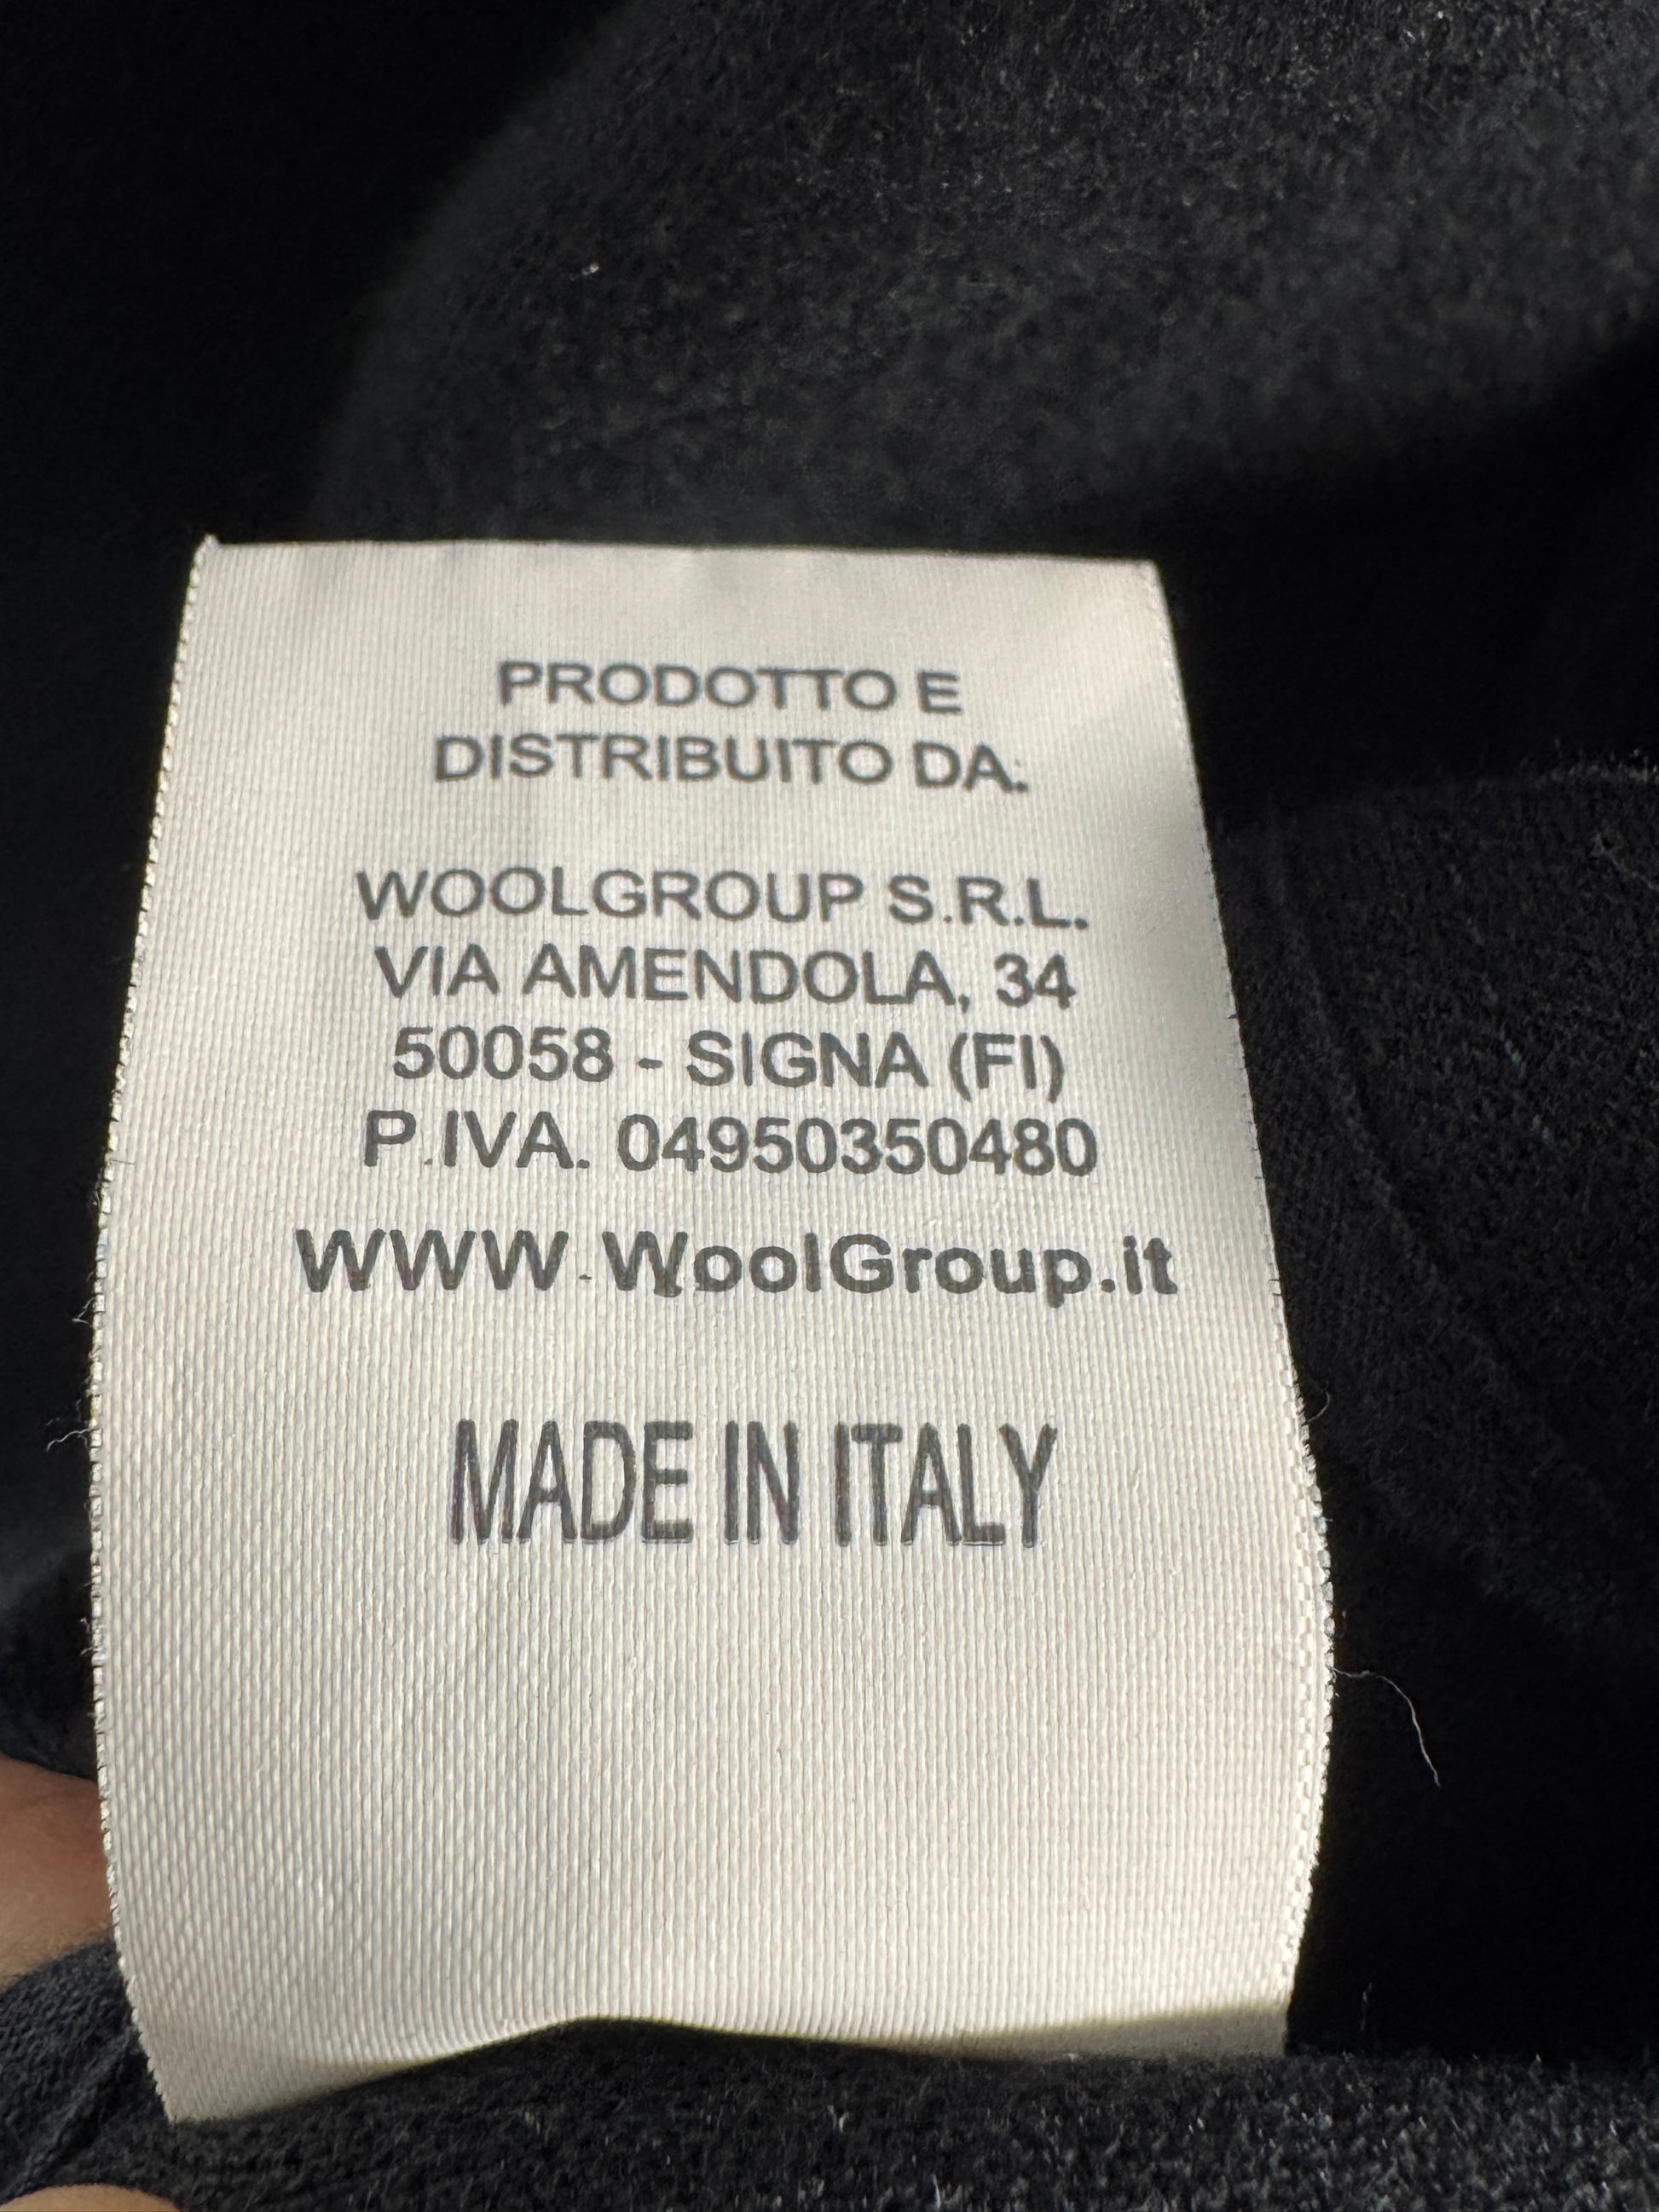 PRODOTTO E
DISTRIBUITO DA.
WOOLGROUP S.R.L.
VIA AMENDOLA, 34
50058 - SIGNA (FI)
P.IVA. 04950350480
WWW.WoolGroup.it
MADE IN ITALY